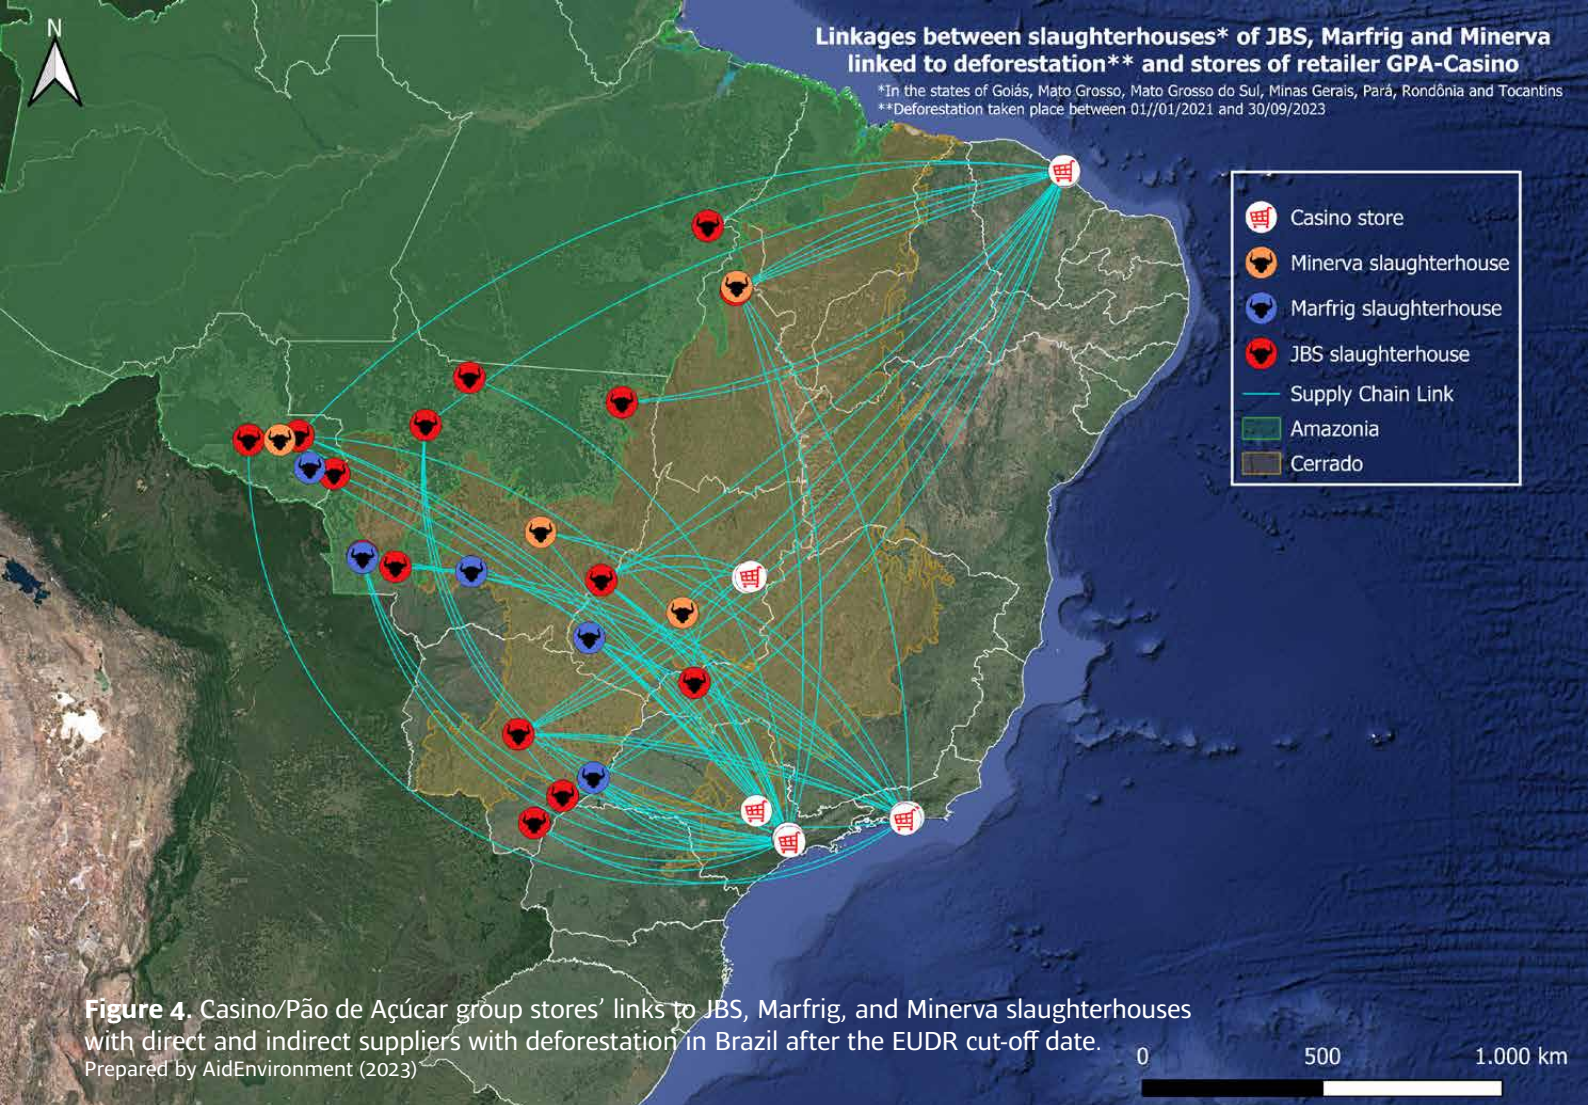 N
Linkages between slaughterhouses* of JBS, Marfrig and Minerva
linked to deforestation** and stores of retailer GPA-Casino
*In the states of Goiás, Mato Grosso, Mato Grosso do Sul, Minas Gerais, Pará, Rondônia and Tocantins
**Deforestation taken place between 01//01/2021 and 30/09/2023
Casino store
Minerva slaughterhouse
Marfrig slaughterhouse
JBS slaughterhouse
Supply Chain Link
Amazonia
Cerrado
Figure 4. Casino/Pão de Açúcar group stores’ links to JBS, Marfrig, and Minerva slaughterhouses
with direct and indirect suppliers with deforestation in Brazil after the EUDR cut-off date.
Prepared by AidEnvironment (2023)
0 500 1.000 km